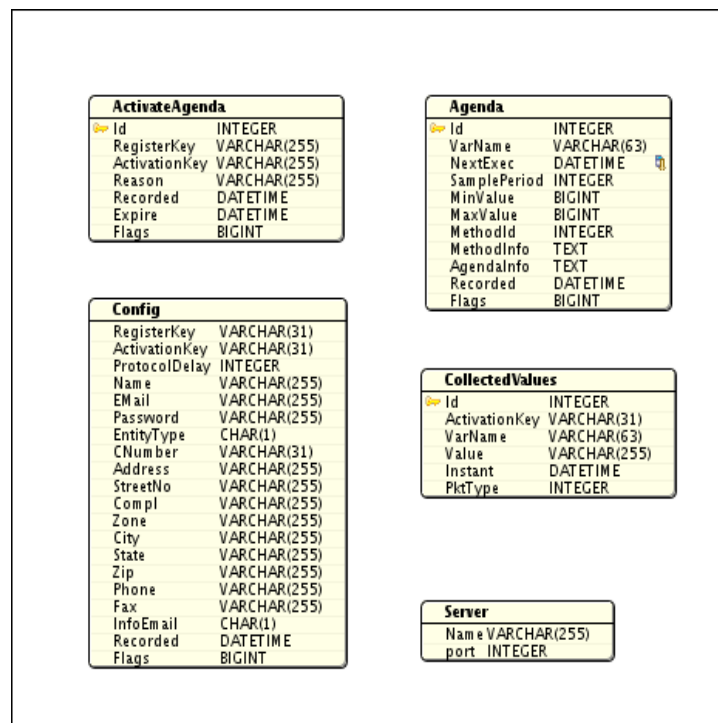 ActivateAgenda
Id INTEGER
RegisterKey VARCHAR(255)
ActivationKey VARCHAR(255)
Reason VARCHAR(255)
Recorded DATETIME
Expire DATETIME
Flags BIGINT
Agenda
Id INTEGER
VarName VARCHAR(63)
NextExec DATETIME
SamplePeriod INTEGER
MinValue BIGINT
MaxValue BIGINT
MethodId INTEGER
MethodInfo TEXT
AgendaInfo TEXT
Recorded DATETIME
Flags BIGINT
Config
RegisterKey VARCHAR(31)
ActivationKey VARCHAR(31)
ProtocolDelay INTEGER
Name VARCHAR(255)
EMail VARCHAR(255)
Password VARCHAR(255)
EntityType CHAR(1)
CNumber VARCHAR(31)
Address VARCHAR(255)
StreetNo VARCHAR(255)
Compl VARCHAR(255)
Zone VARCHAR(255)
City VARCHAR(255)
State VARCHAR(255)
Zip VARCHAR(255)
Phone VARCHAR(255)
Fax VARCHAR(255)
InfoEmail CHAR(1)
Recorded DATETIME
Flags BIGINT
CollectedValues
Id INTEGER
ActivationKey VARCHAR(31)
VarName VARCHAR(63)
Value VARCHAR(255)
Instant DATETIME
PktType INTEGER
Server
Name VARCHAR(255)
port INTEGER